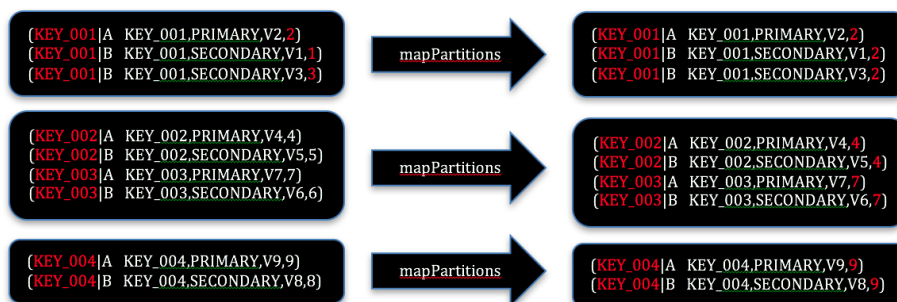 (KEY_001|A KEY_001,PRIMARY,V2,2)
(KEY_001|B KEY_001,SECONDARY,V1,1)
(KEY_001|B KEY_001,SECONDARY,V3,3)
mapPartitions
(KEY_001|A KEY_001,PRIMARY,V2,2)
(KEY_001|B KEY_001,SECONDARY,V1,2)
(KEY_001|B KEY_001,SECONDARY,V3,2)
(KEY_002|A KEY_002,PRIMARY,V4,4)
(KEY_002|B KEY_002,SECONDARY,V5,5)
(KEY_003|A KEY_003,PRIMARY,V7,7)
(KEY_003|B KEY_003,SECONDARY,V6,6)
mapPartitions
(KEY_002|A KEY_002,PRIMARY,V4,4)
(KEY_002|B KEY_002,SECONDARY,V5,4)
(KEY_003|A KEY_003,PRIMARY,V7,7)
(KEY_003|B KEY_003,SECONDARY,V6,7)
(KEY_004|A KEY_004,PRIMARY,V9,9)
(KEY_004|B KEY_004,SECONDARY,V8,8)
mapPartitions
(KEY_004|A KEY_004,PRIMARY,V9,9)
(KEY_004|B KEY_004,SECONDARY,V8,9)